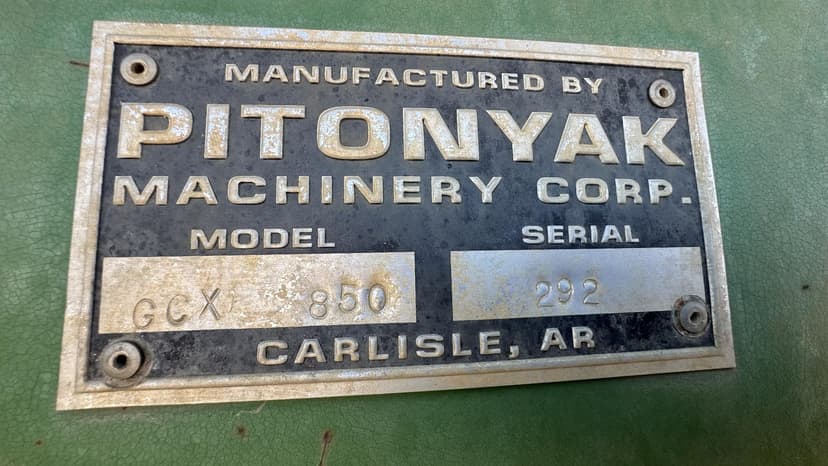 MANUFACTURED BY
PITONYAK
MACHINERY CORP.
MODEL SERIAL
GCX 850 292
CARLISLE, AR